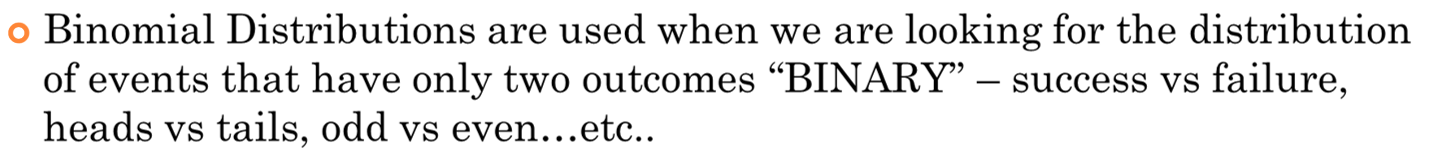 Binomial Distributions are used when we are looking for the distribution
of events that have only two outcomes “BINARY” – success vs failure,
heads vs tails, odd vs even…etc..